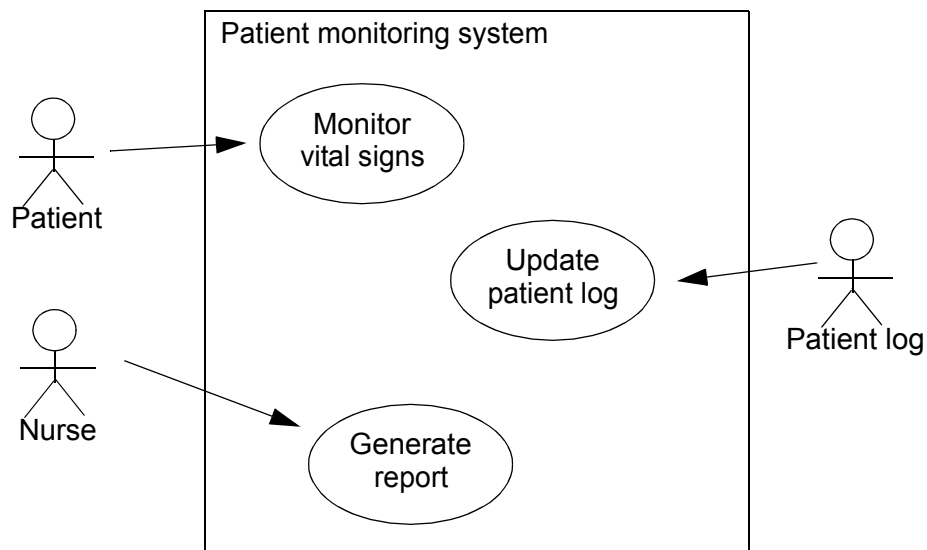 Patient monitoring system
Monitor
vital signs
Patient
Update
patient log
Patient log
Nurse
Generate
report